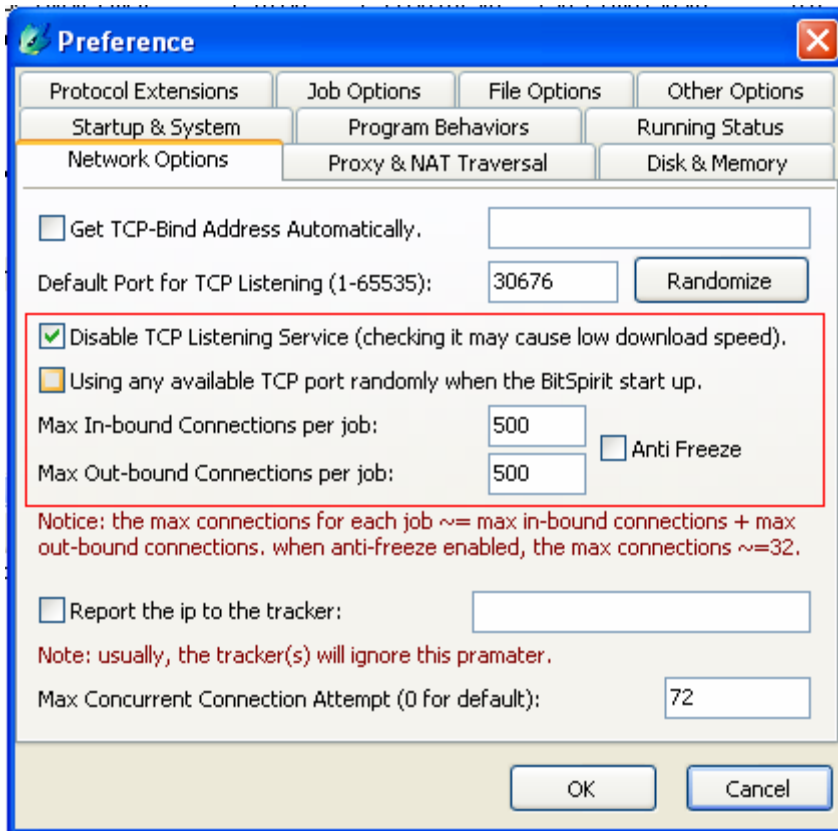 Preference
Protocol Extensions Job Options File Options Other Options
Startup & System Program Behaviors Running Status
Network Options Proxy & NAT Traversal Disk & Memory
Get TCP-Bind Address Automatically.
Default Port for TCP Listening (1-65535): 30676 Randomize
Disable TCP Listening Service (checking it may cause low download speed).
Using any available TCP port randomly when the BitSpirit start up.
Max In-bound Connections per job: 500
Anti Freeze
Max Out-bound Connections per job: 500
Notice: the max connections for each job ~= max in-bound connections + max
out-bound connections. when anti-freeze enabled, the max connections ~=32.
Report the ip to the tracker:
Note: usually, the tracker(s) will ignore this pramater.
Max Concurrent Connection Attempt (0 for default): 72
OK Cancel